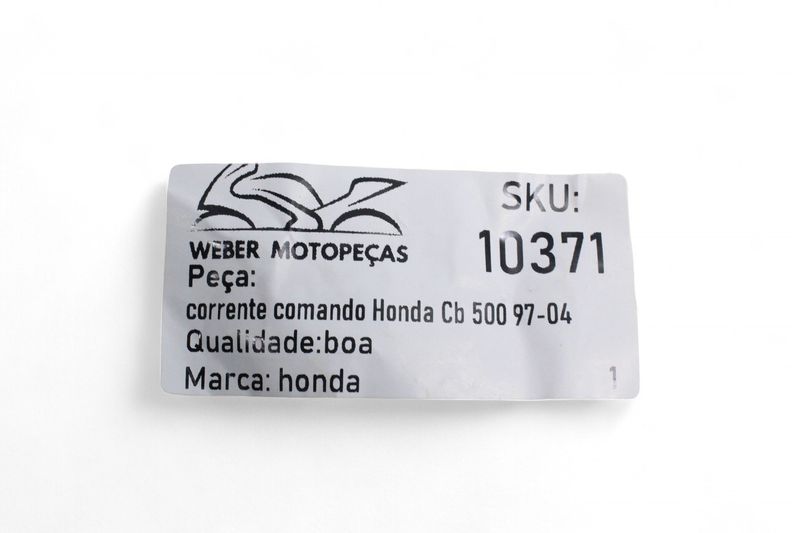 WEBER MOTOPEÇAS
SKU:
10371
Peça:
corrente comando Honda Cb 500 97-04
Qualidade:boa
Marca: honda
1